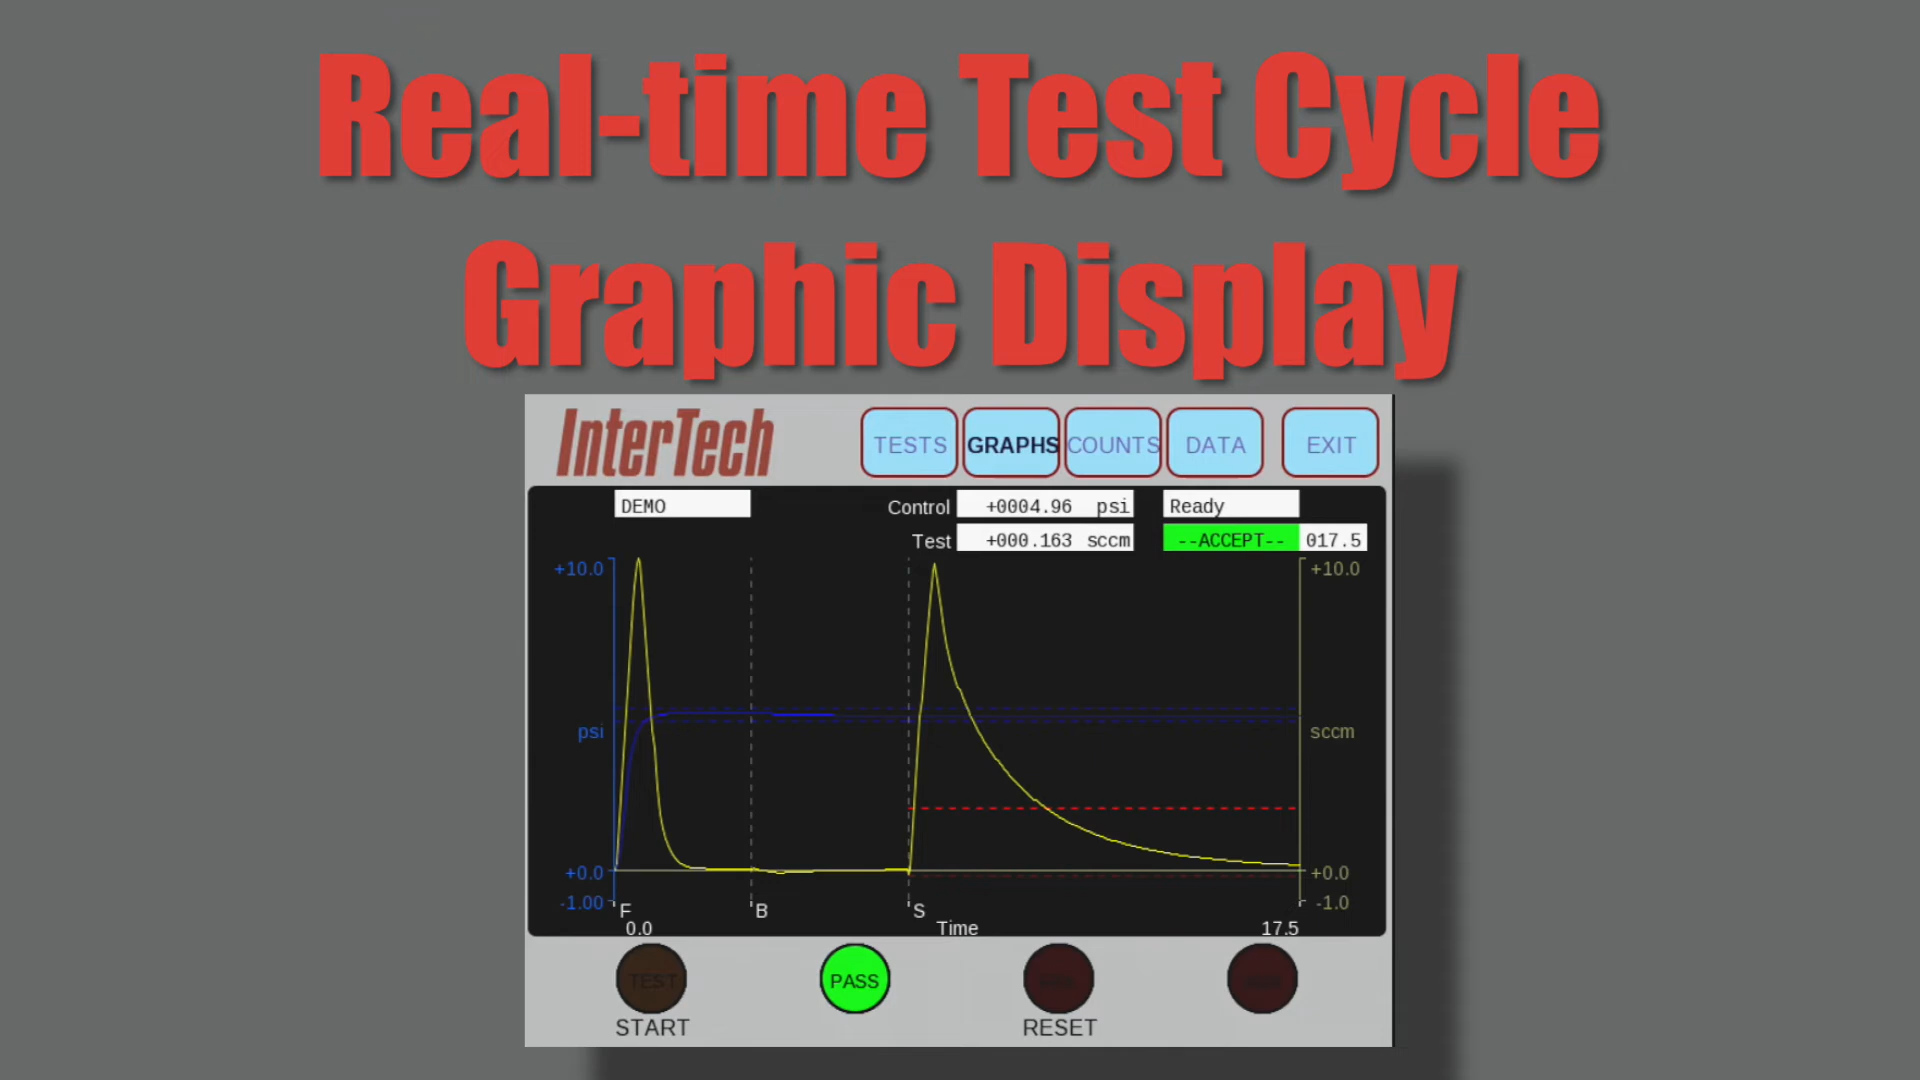 Real-time Test Cycle
Graphic Display
InterTech
TESTS GRAPHS COUNTS DATA EXIT
DEMO Control +0004.96 psi Ready
Test +000.163 sccm --ACCEPT-- 017.5
+10.0 +10.0
psi sccm
+0.0 +0.0
-1.00 F B S -1.0
0.0 Time 17.5
TEST PASS
START RESET